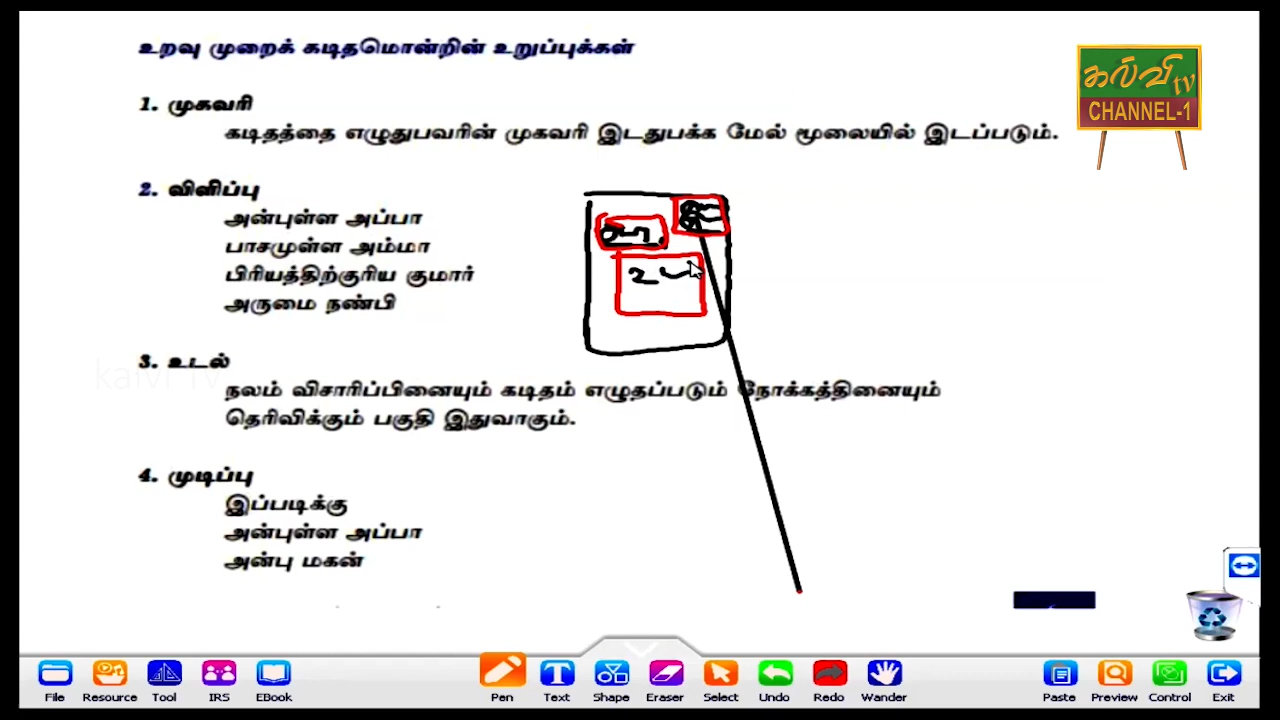 உறவு முறைக் கடிதமொன்றின் உறுப்புக்கள்
1. முகவரி
கடிதத்தை எழுதுபவரின் முகவரி இடதுபக்க மேல் மூலையில் இடப்படும்.
2. விளிப்பு
அன்புள்ள அப்பா
பாசமுள்ள அம்மா
பிரியத்திற்குரிய குமார்
அருமை நண்பி
3. உடல்
நலம் விசாரிப்பினையும் கடிதம் எழுதப்படும் நோக்கத்தினையும்
தெரிவிக்கும் பகுதி இதுவாகும்.
4. முடிப்பு
இப்படிக்கு
அன்புள்ள அப்பா
அன்பு மகன்
கல்வி tv
CHANNEL-1
kalvi TV
File Resource Tool IRS EBook Pen Text Shape Eraser Select Undo Redo Wander Paste Preview Control Exit